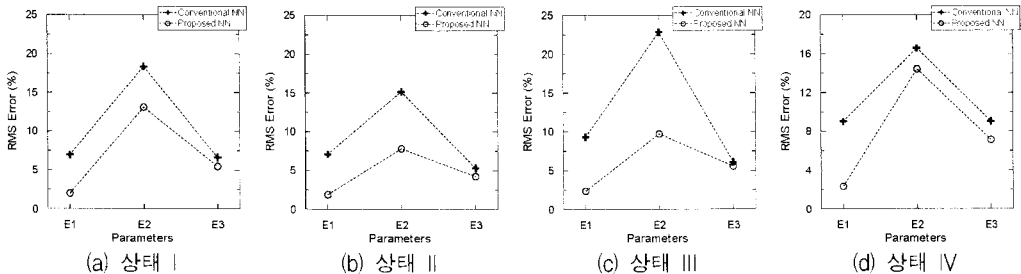 Conventional NN
Proposed NN
25
20
15
10
5
0
RMS Error (%)
E1 E2 E3
Parameters
(a) 상태 I
Conventional NN
Proposed NN
25
20
15
10
5
0
RMS Error (%)
E1 E2 E3
Parameters
(b) 상태 II
Conventional NN
Proposed NN
25
20
15
10
5
0
RMS Error (%)
E1 E2 E3
Parameters
(c) 상태 III
Conventional NN
Proposed NN
20
16
12
8
4
0
RMS Error (%)
E1 E2 E3
Parameters
(d) 상태 IV